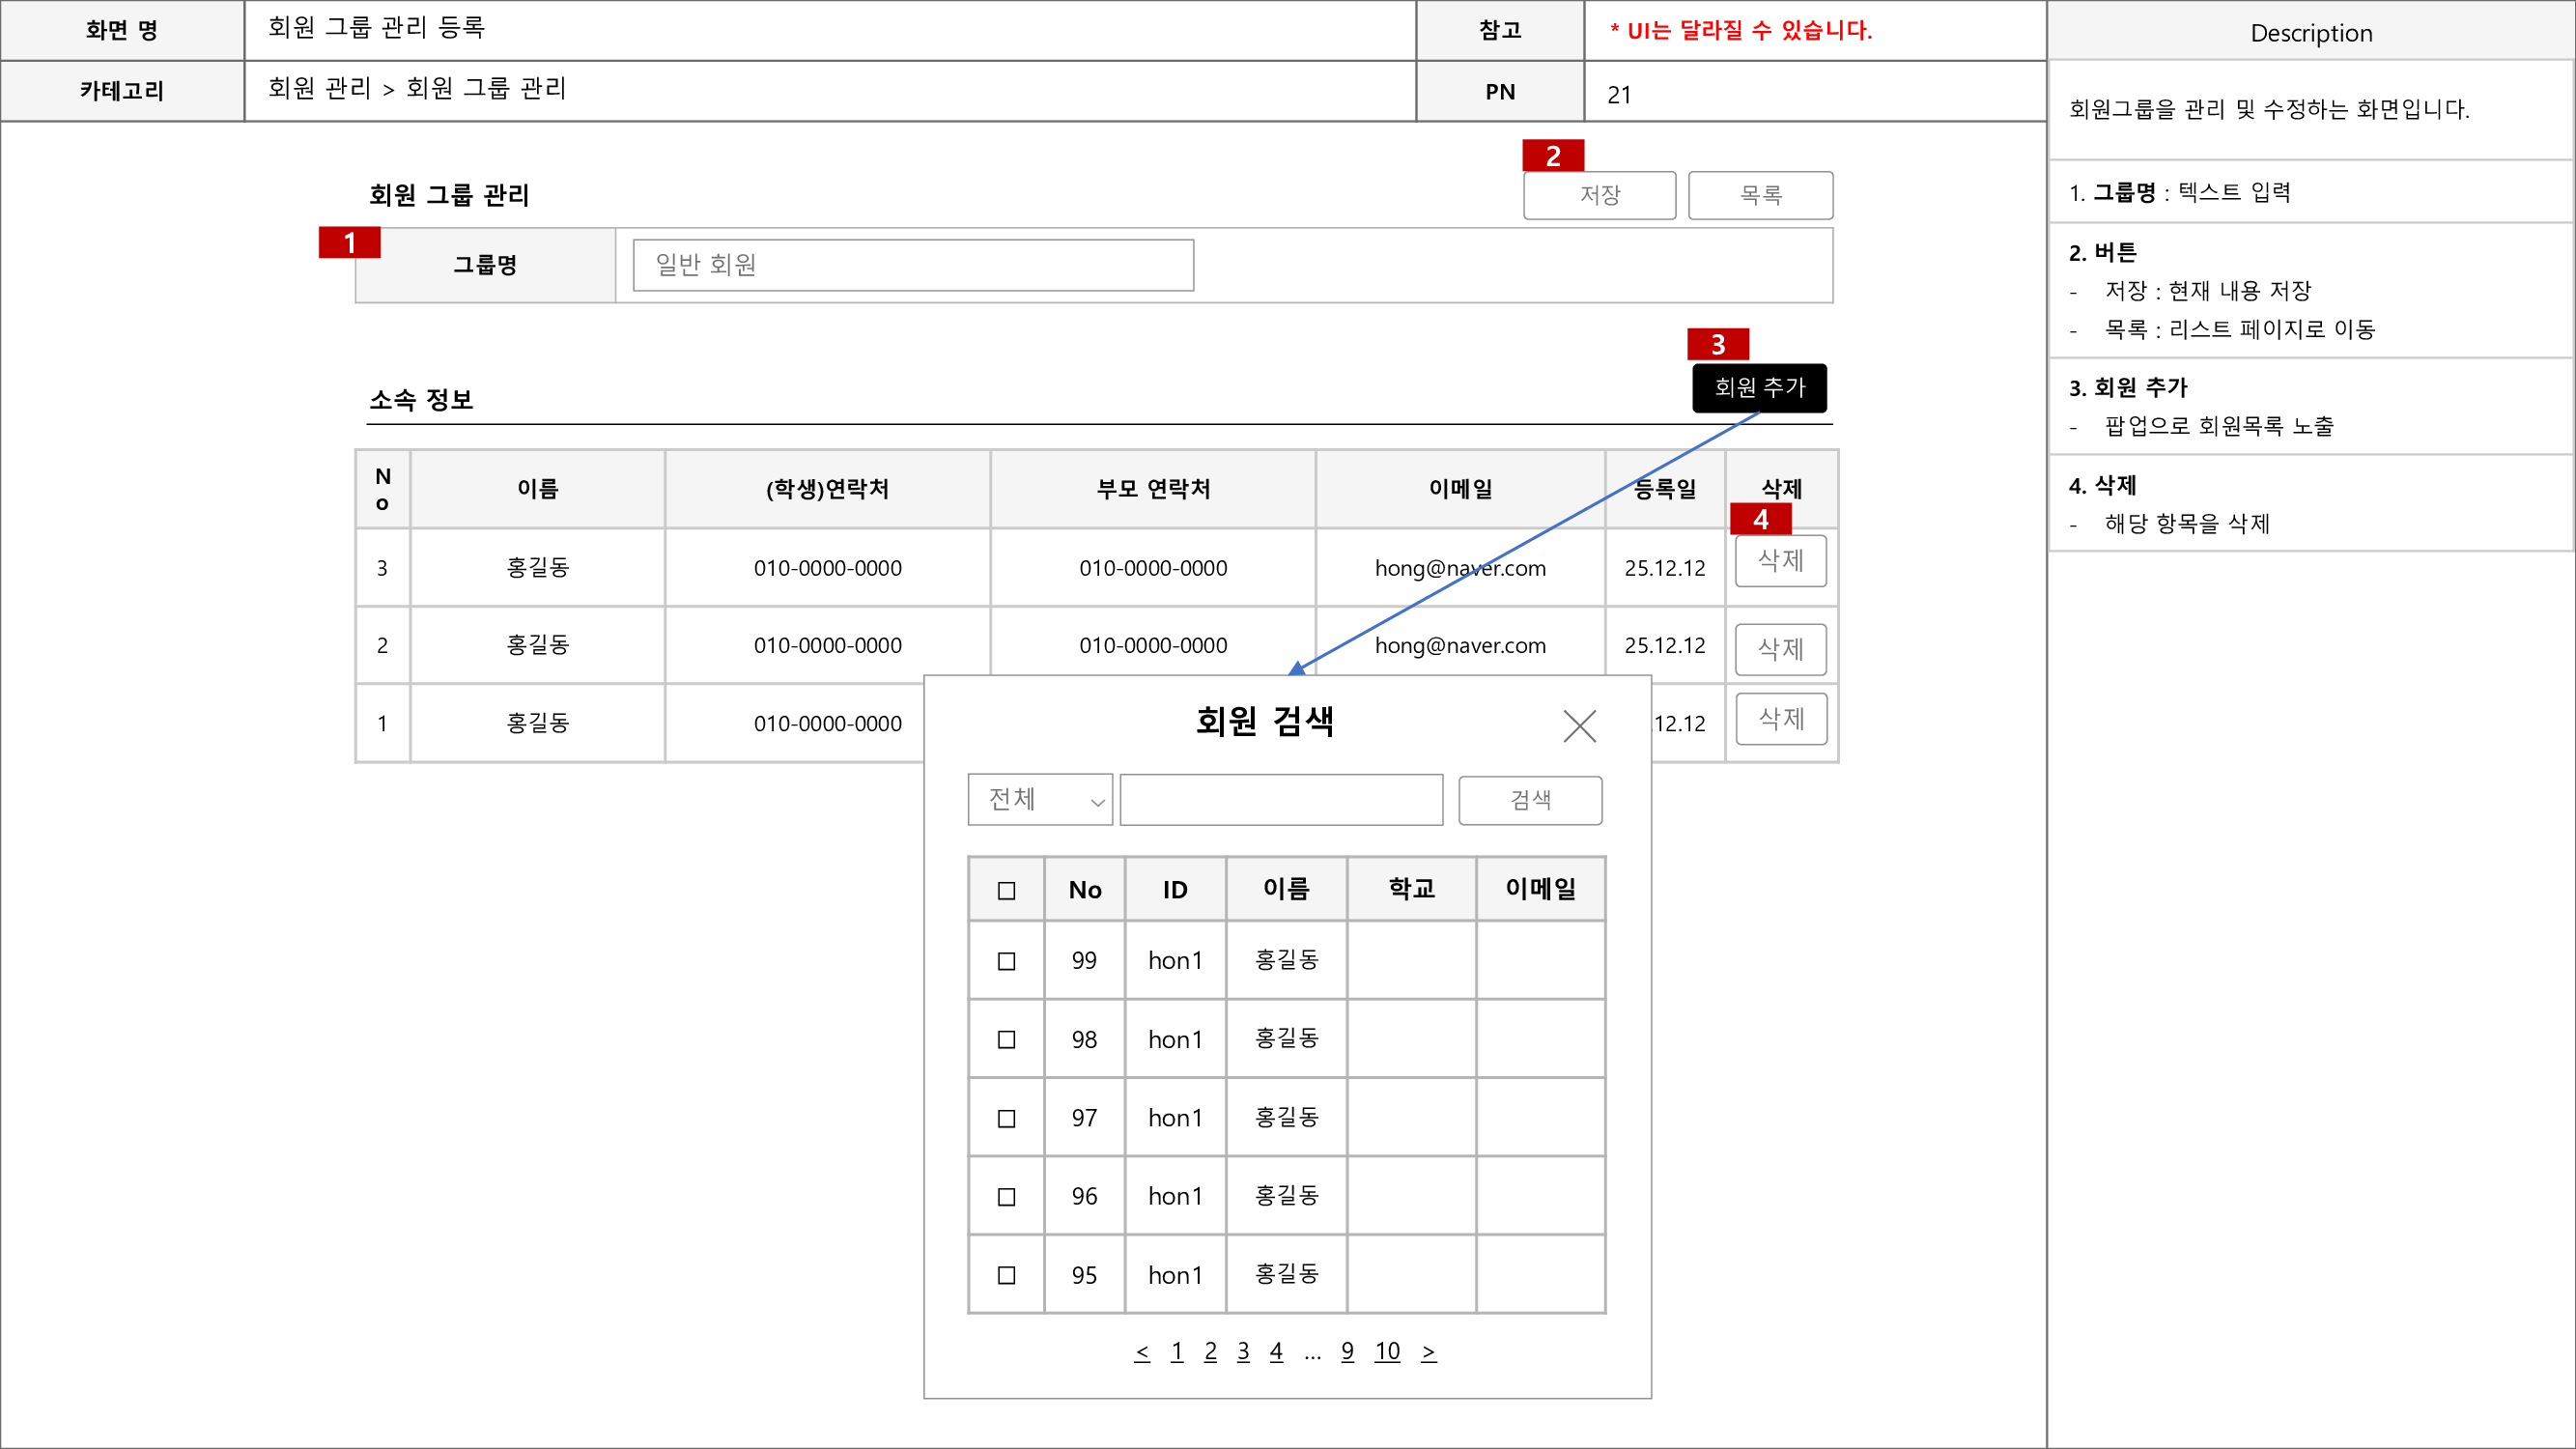 화면 명
회원 그룹 관리 등록
참고
* UI는 달라질 수 있습니다.
카테고리
회원 관리 > 회원 그룹 관리
PN
21
회원 그룹 관리
2
저장
목록
1
그룹명
일반 회원
소속 정보
3
회원 추가
No 이름 (학생)연락처 부모 연락처 이메일 등록일 삭제
4
3 홍길동 010-0000-0000 010-0000-0000 hong@naver.com 25.12.12 삭제
2 홍길동 010-0000-0000 010-0000-0000 hong@naver.com 25.12.12 삭제
1 홍길동 010-0000-0000 .12.12 삭제
회원 검색
전체
검색
☐ No ID 이름 학교 이메일
☐ 99 hon1 홍길동
☐ 98 hon1 홍길동
☐ 97 hon1 홍길동
☐ 96 hon1 홍길동
☐ 95 hon1 홍길동
< 1 2 3 4 ... 9 10 >
Description
회원그룹을 관리 및 수정하는 화면입니다.
1. 그룹명 : 텍스트 입력
2. 버튼
- 저장 : 현재 내용 저장
- 목록 : 리스트 페이지로 이동
3. 회원 추가
- 팝업으로 회원목록 노출
4. 삭제
- 해당 항목을 삭제